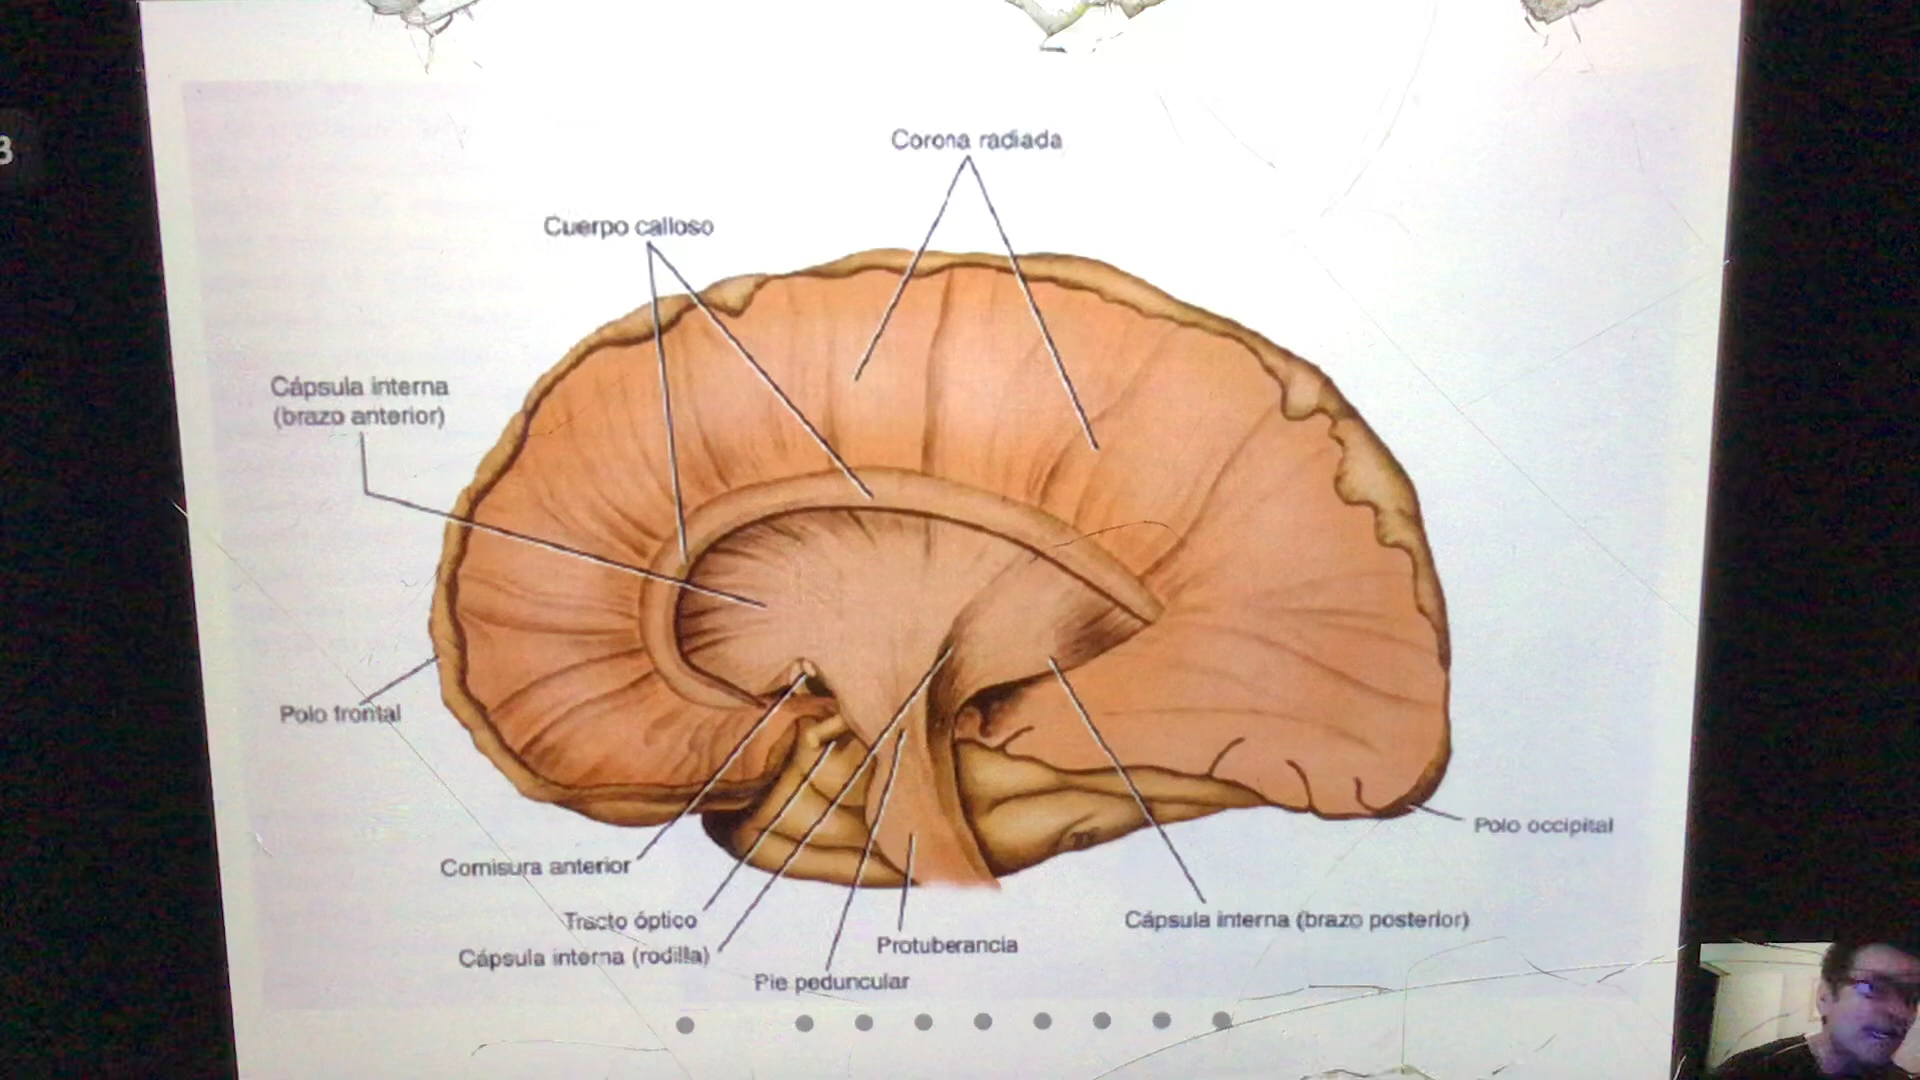 3
Corona radiada
Cuerpo calloso
Cápsula interna
(brazo anterior)
Polo frontal
Comisura anterior
Tracto óptico
Cápsula interna (rodilla)
Pie peduncular
Protuberancia
Cápsula interna (brazo posterior)
Polo occipital